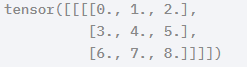 tensor([[[[0., 1., 2.],
          [3., 4., 5.],
          [6., 7., 8.]]]])